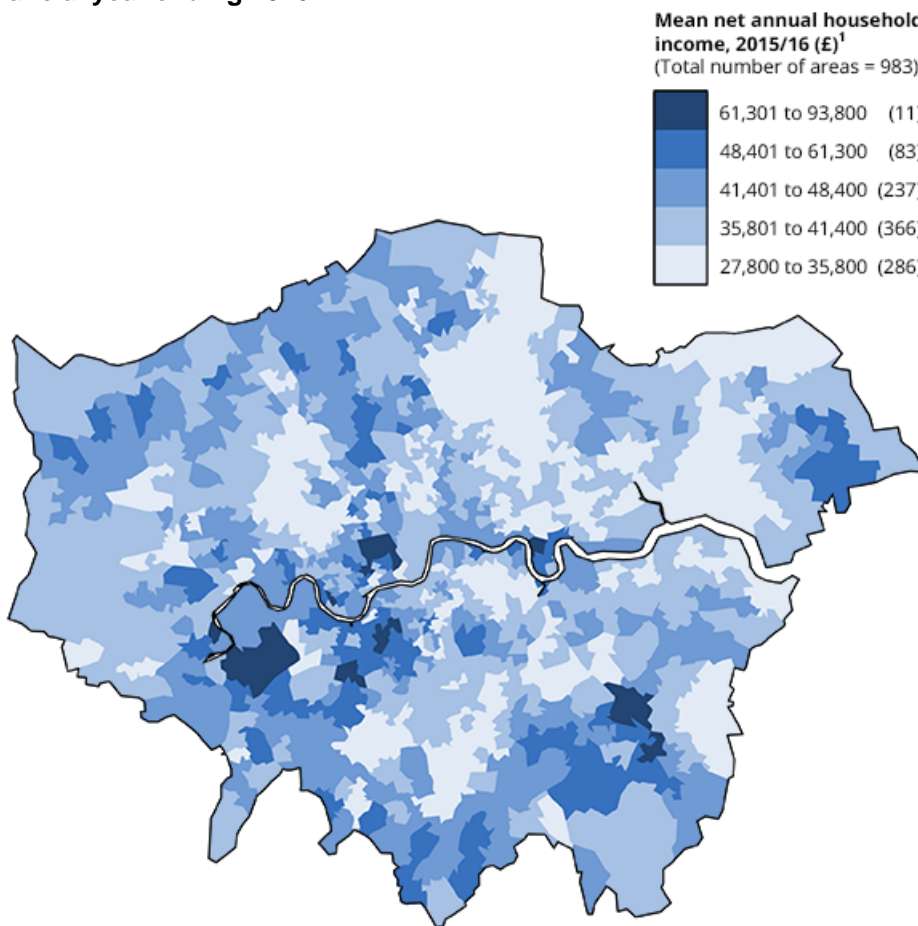 Mean net annual household
income, 2015/16 (£)¹
(Total number of areas = 983)
61,301 to 93,800 (11)
48,401 to 61,300 (83)
41,401 to 48,400 (237)
35,801 to 41,400 (366)
27,800 to 35,800 (286)